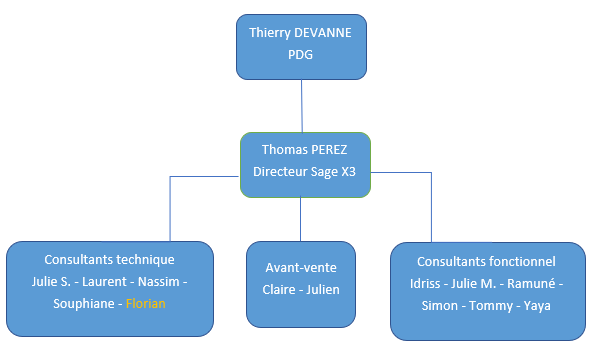 Thierry DEVANNE
PDG
Thomas PEREZ
Directeur Sage X3
Consultants technique
Julie S. - Laurent - Nassim -
Souphiane - Florian
Avant-vente
Claire - Julien
Consultants fonctionnel
Idriss - Julie M. - Ramuné -
Simon - Tommy - Yaya